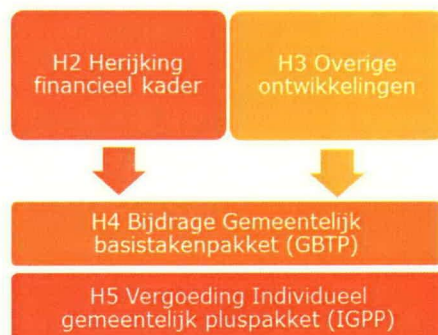 H2 Herijking
financieel kader
H3 Overige
ontwikkelingen
H4 Bijdrage Gemeentelijk
basistakenpakket (GBTP)
H5 Vergoeding Individueel
gemeentelijk pluspakket (IGPP)